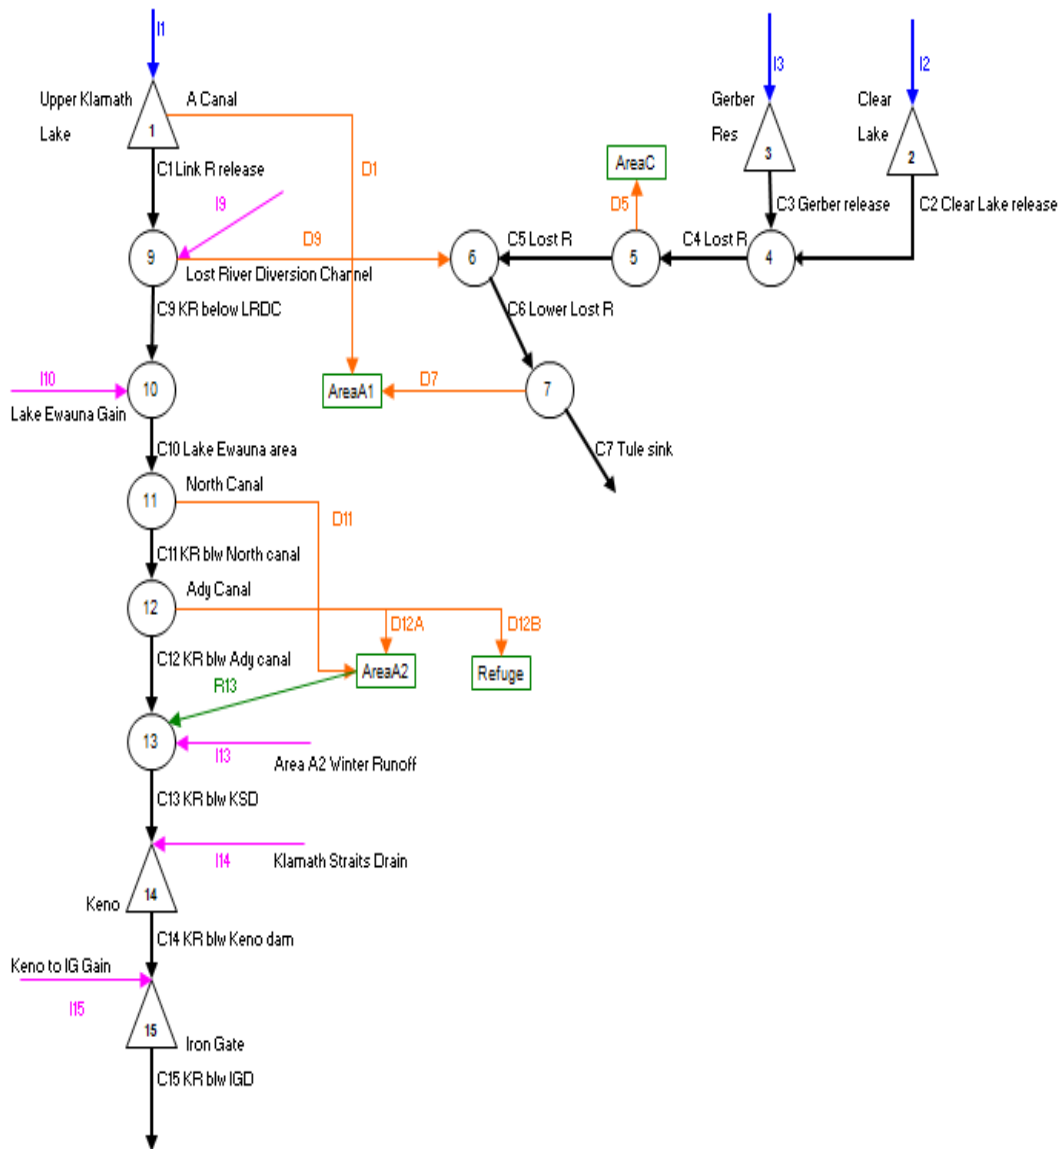 I1
I3
I2
Upper Klamath
Lake
1
A Canal
Gerber
Res
3
Clear
Lake
2
AreaC
C1 Link R release
D1
I9
D5
C3 Gerber release
C2 Clear Lake release
D9
C5 Lost R
C4 Lost R
9
6
5
4
Lost River Diversion Channel
C9 KR below LRDC
C6 Lower Lost R
I10
10
AreaA1
D7
7
Lake Ewauna Gain
C10 Lake Ewauna area
C7 Tule sink
North Canal
11
D11
C11 KR blw North canal
Ady Canal
12
D12A
D12B
C12 KR blw Ady canal
AreaA2
Refuge
R13
13
I13
Area A2 Winter Runoff
C13 KR blw KSD
I14
Klamath Straits Drain
14
Keno
C14 KR blw Keno dam
Keno to IG Gain
I15
15
Iron Gate
C15 KR blw IGD